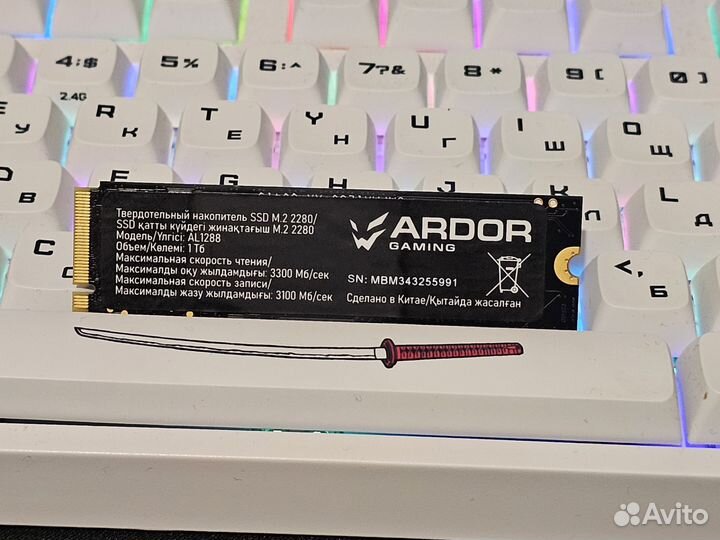 4:$ 5% 6:^ 7?& 8* 9( 0)
2.4G
У R К T Е Y Н U Г I Ш O Щ P
В П Б
Твердотельный накопитель SSD M.2 2280/
SSD қатты күйдегі жинақтағыш M.2 2280
Модель/Үлгісі: AL1288
Объем/Көлемі: 1 Тб
Максимальная скорость чтения/
Максималды оқу жылдамдығы: 3300 Мб/сек
Максимальная скорость записи/
Максималды жазу жылдамдығы: 3100 Мб/сек
ARDOR
GAMING
SN: MBM343255991
Сделано в Китае/Қытайда жасалған
Avito